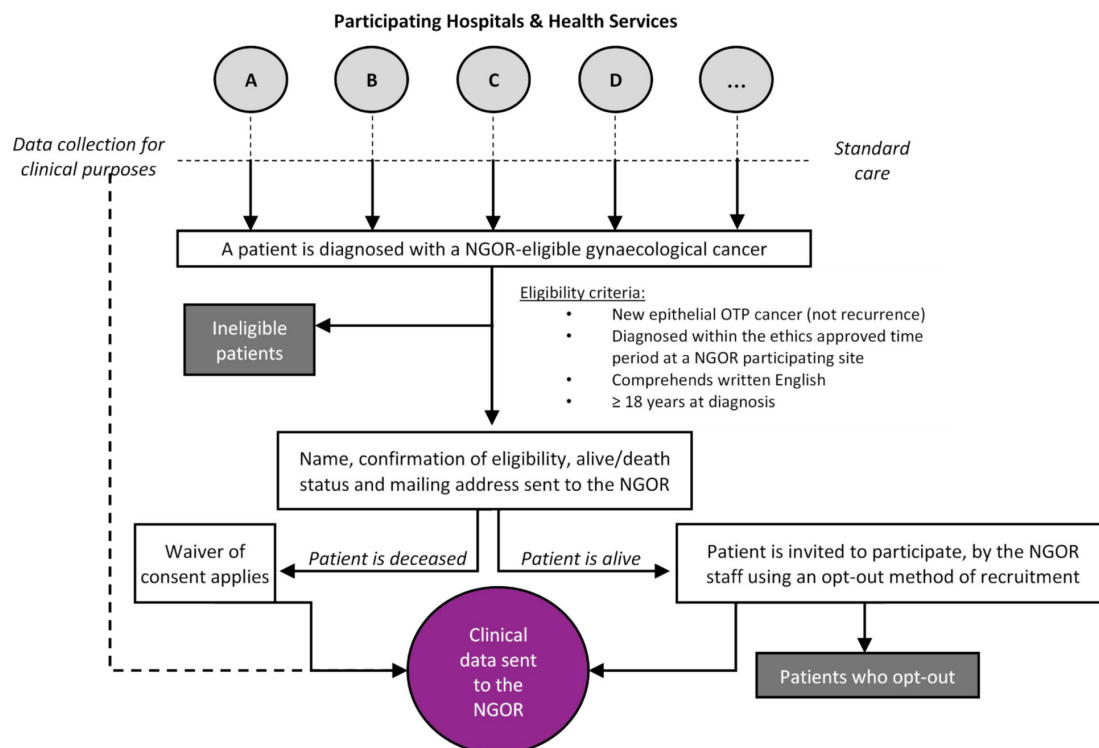 Participating Hospitals & Health Services
A
B
C
D
...
Data collection for
clinical purposes
Standard
care
A patient is diagnosed with a NGOR-eligible gynaecological cancer
Eligibility criteria:
• New epithelial OTP cancer (not recurrence)
• Diagnosed within the ethics approved time
period at a NGOR participating site
• Comprehends written English
• ≥ 18 years at diagnosis
Ineligible
patients
Name, confirmation of eligibility, alive/death
status and mailing address sent to the NGOR
Waiver of
consent applies
Patient is deceased
Patient is alive
Patient is invited to participate, by the NGOR
staff using an opt-out method of recruitment
Clinical
data sent
to the
NGOR
Patients who opt-out